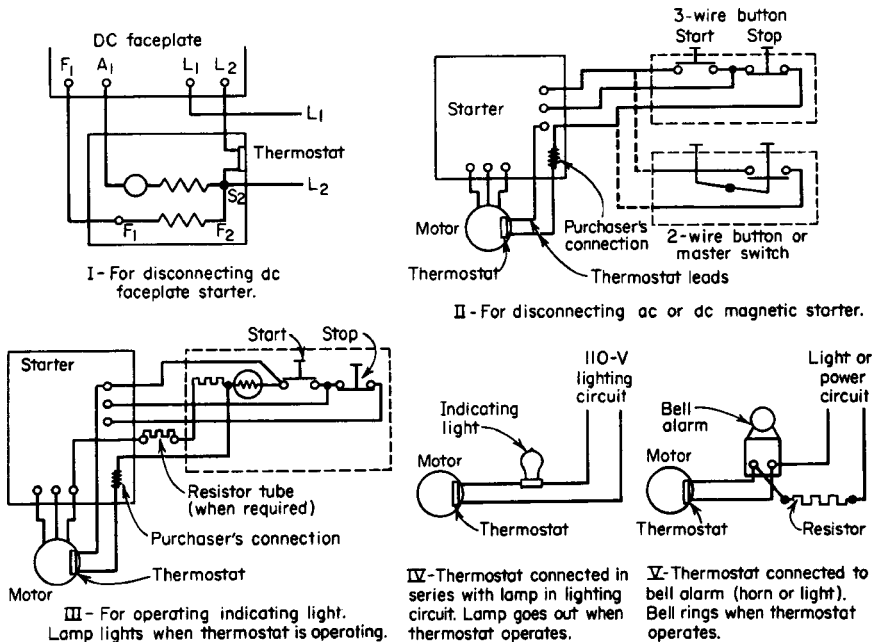 DC faceplate
F1 A1 L1 L2
L1
Thermostat
L2
S2
F1 F2
I - For disconnecting dc
faceplate starter.
3-wire button
Start Stop
Starter
Motor
Purchaser's
connection
2-wire button or
master switch
Thermostat
Thermostat leads
II - For disconnecting ac or dc magnetic starter.
Start Stop
Starter
Resistor tube
(when required)
Purchaser's connection
Thermostat
Motor
III - For operating indicating light.
Lamp lights when thermostat is operating.
110-V
lighting
circuit
Indicating
light
Motor
Thermostat
IV - Thermostat connected in
series with lamp in lighting
circuit. Lamp goes out when
thermostat operates.
Light or
power
circuit
Bell
alarm
Motor
Thermostat
Resistor
V - Thermostat connected to
bell alarm (horn or light).
Bell rings when thermostat
operates.